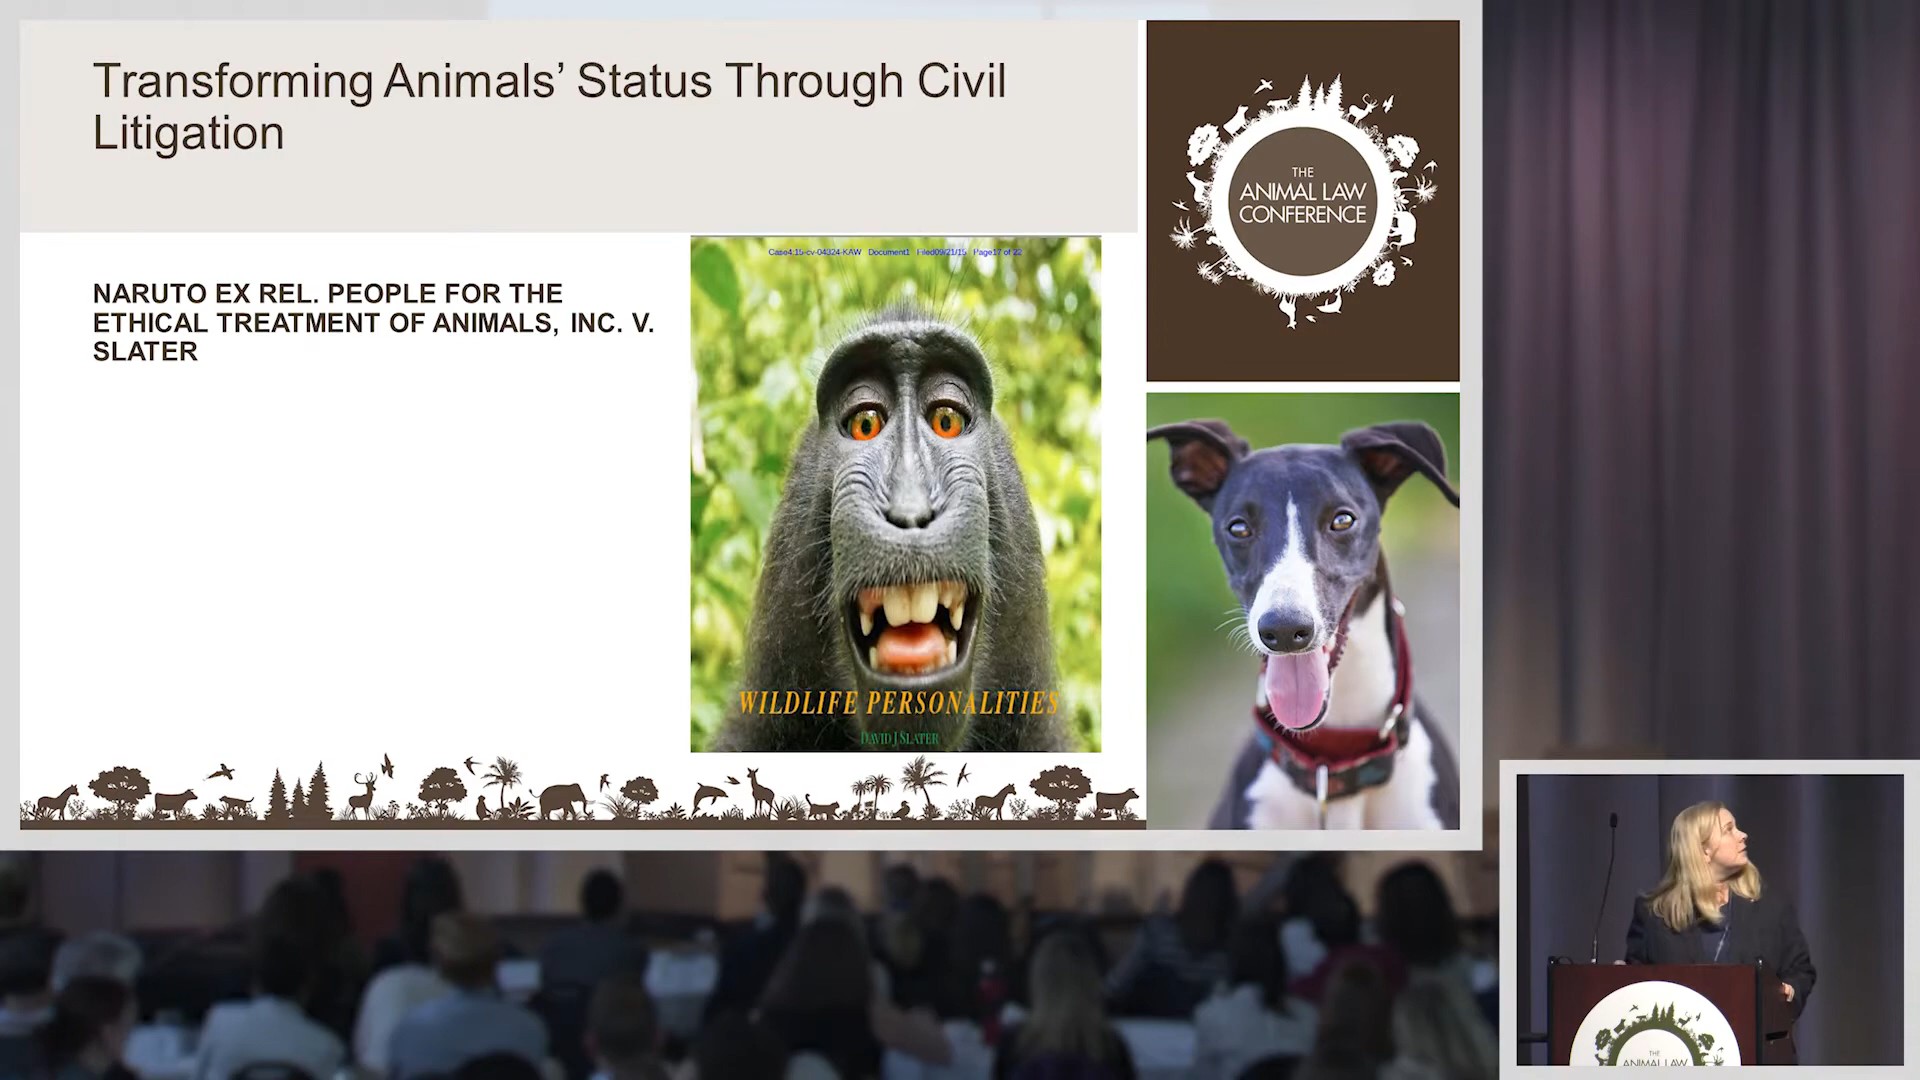 Transforming Animals' Status Through Civil
Litigation
NARUTO EX REL. PEOPLE FOR THE
ETHICAL TREATMENT OF ANIMALS, INC. V.
SLATER
Case4:15-cv-04324-KAW Document1 Filed09/21/15 Page17 of 22
WILDLIFE PERSONALITIES
DAVID J SLATER
THE
ANIMAL LAW
CONFERENCE
THE
ANIMAL LAW